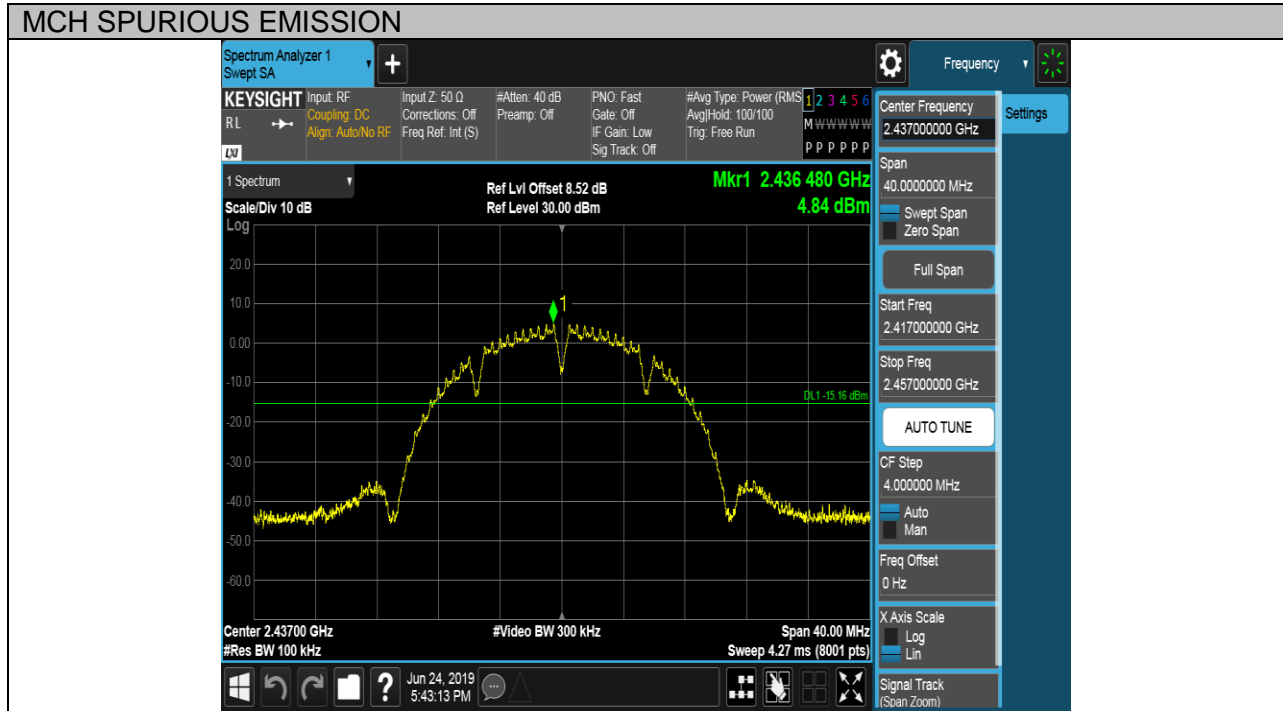 MCH SPURIOUS EMISSION
Spectrum Analyzer 1
Swept SA
+
Frequency
KEYSIGHT
RL
LXI
Input: RF
Coupling: DC
Align: Auto/No RF
Input Z: 50 Ω
Corrections: Off
Freq Ref: Int (S)
#Atten: 40 dB
Preamp: Off
PNO: Fast
Gate: Off
IF Gain: Low
Sig Track: Off
#Avg Type: Power (RMS
Avg|Hold: 100/100
Trig: Free Run
1 2 3 4 5 6
M W W W W W
P P P P P P
Settings
1 Spectrum
Scale/Div 10 dB
Ref Lvl Offset 8.52 dB
Ref Level 30.00 dBm
Mkr1 2.436 480 GHz
4.84 dBm
Log
20.0
10.0
0.00
-10.0
-20.0
-30.0
-40.0
-50.0
-60.0
1
DL1 -15.16 dBm
Center 2.43700 GHz
#Res BW 100 kHz
#Video BW 300 kHz
Span 40.00 MHz
Sweep 4.27 ms (8001 pts)
Center Frequency
2.437000000 GHz
Span
40.0000000 MHz
Swept Span
Zero Span
Full Span
Start Freq
2.417000000 GHz
Stop Freq
2.457000000 GHz
AUTO TUNE
CF Step
4.000000 MHz
Auto
Man
Freq Offset
0 Hz
X Axis Scale
Log
Lin
Signal Track
(Span Zoom)
?
Jun 24, 2019
5:43:13 PM